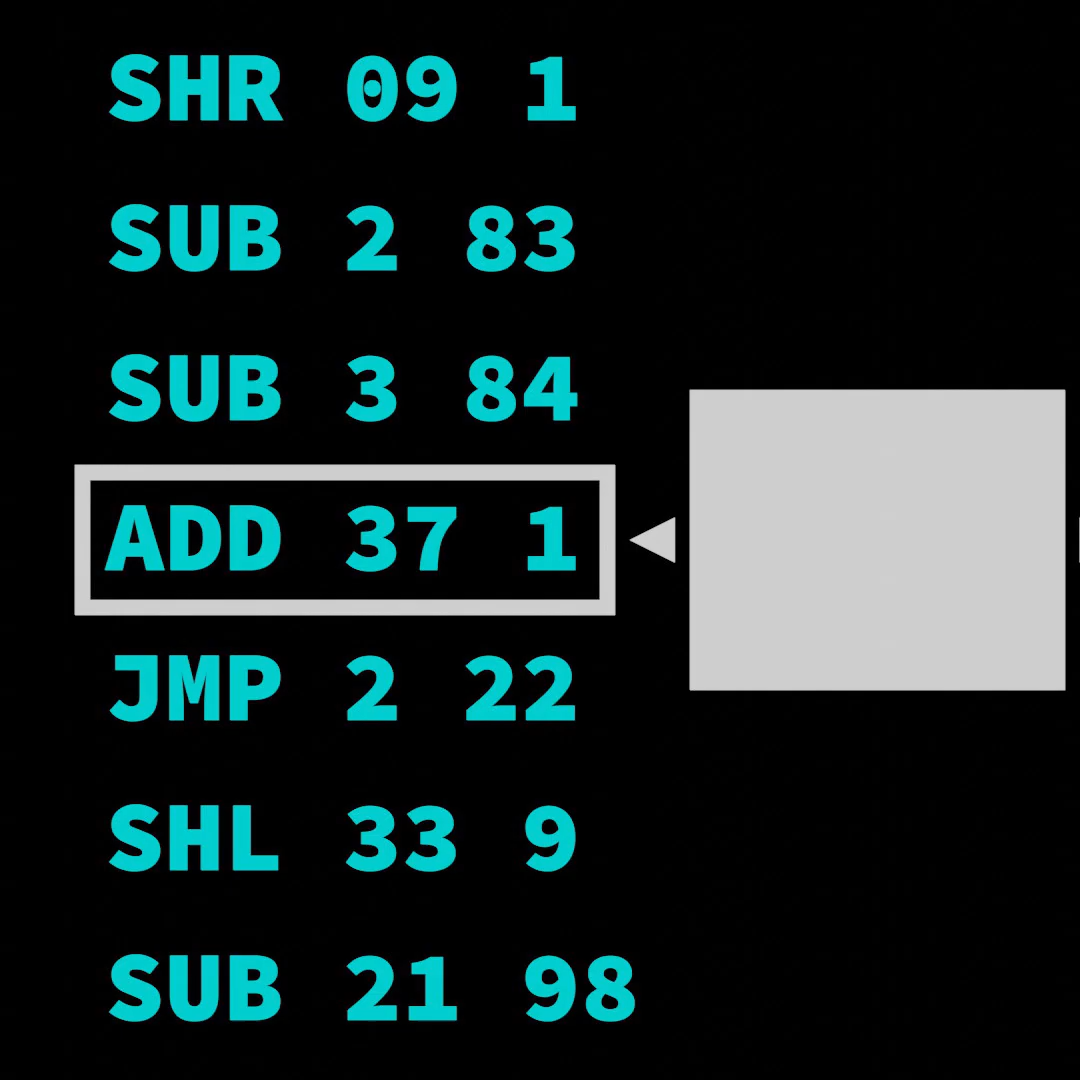 SHR 09 1
SUB 2 83
SUB 3 84
ADD 37 1
JMP 2 22
SHL 33 9
SUB 21 98